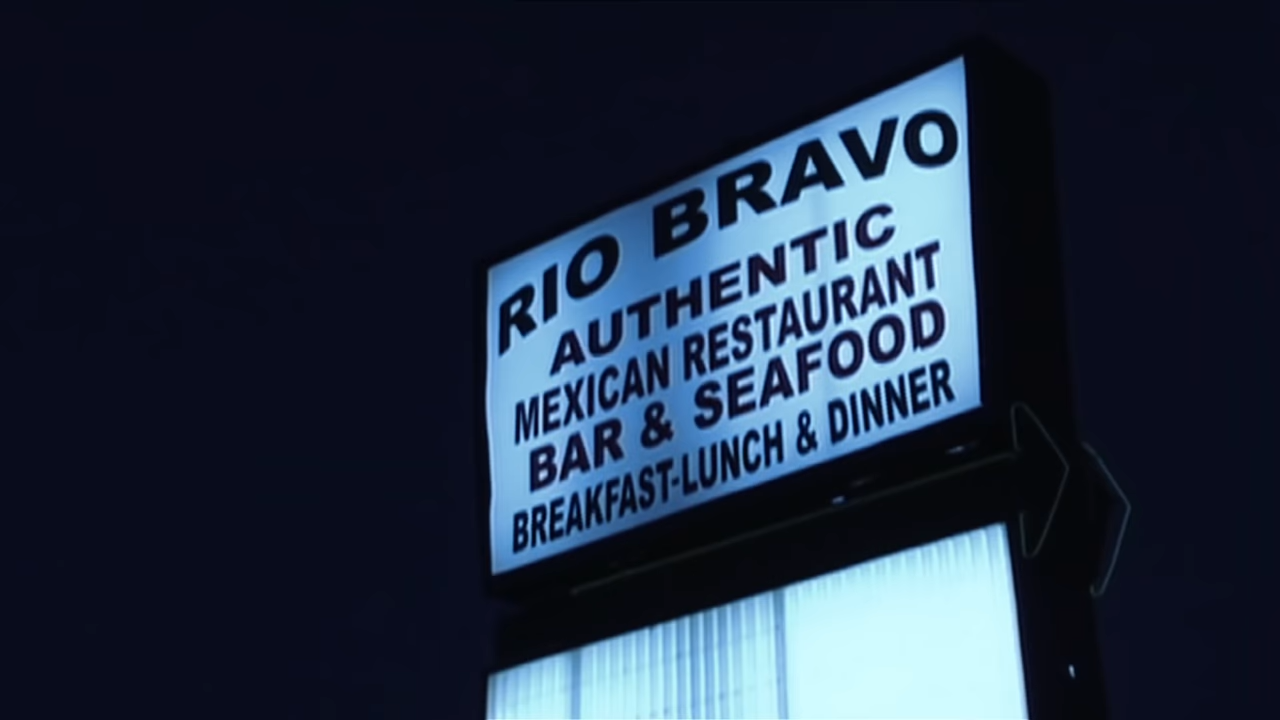 RIO BRAVO
AUTHENTIC
MEXICAN RESTAURANT
BAR & SEAFOOD
BREAKFAST-LUNCH & DINNER